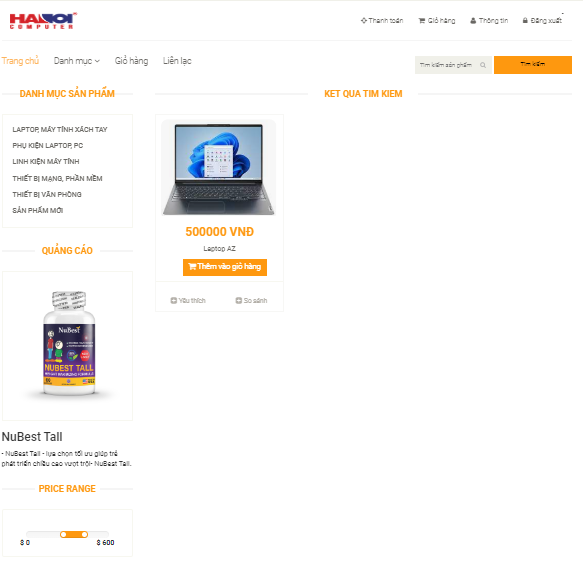 HANOI
COMPUTER
Thanh toán Giỏ hàng Thông tin Đăng xuất
Trang chủ Danh mục Giỏ hàng Liên lạc
Tìm kiếm sản phẩm
Tìm kiếm
DANH MỤC SẢN PHẨM
LAPTOP, MÁY TÍNH XÁCH TAY
PHỤ KIỆN LAPTOP, PC
LINH KIỆN MÁY TÍNH
THIẾT BỊ MẠNG, PHẦN MỀM
THIẾT BỊ VĂN PHÒNG
SẢN PHẨM MỚI
QUẢNG CÁO
NuBest
NUBEST TALL
NuBest Tall
- NuBest Tall - lựa chọn tối ưu giúp trẻ
phát triển chiều cao vượt trội- NuBest Tall.
PRICE RANGE
$ 0 $ 600
KET QUA TIM KIEM
500000 VNĐ
Laptop AZ
Thêm vào giỏ hàng
Yêu thích So sánh